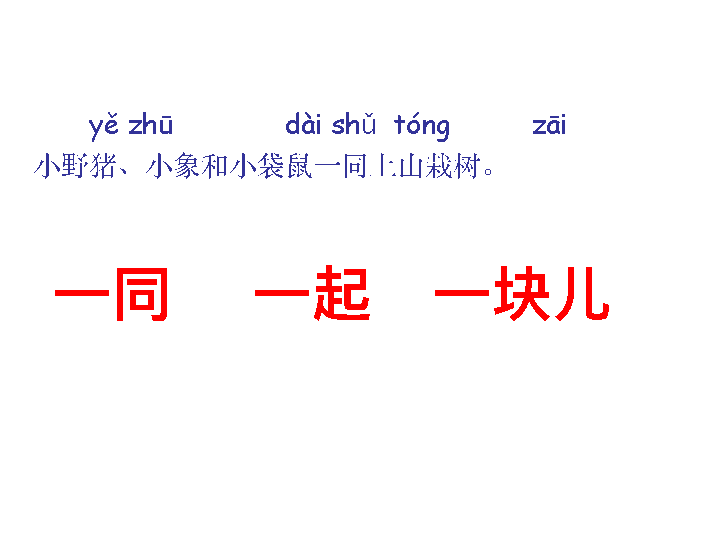 yě zhū dài shǔ tóng zāi
小野猪、小象和小袋鼠一同上山栽树。
一同 一起 一块儿